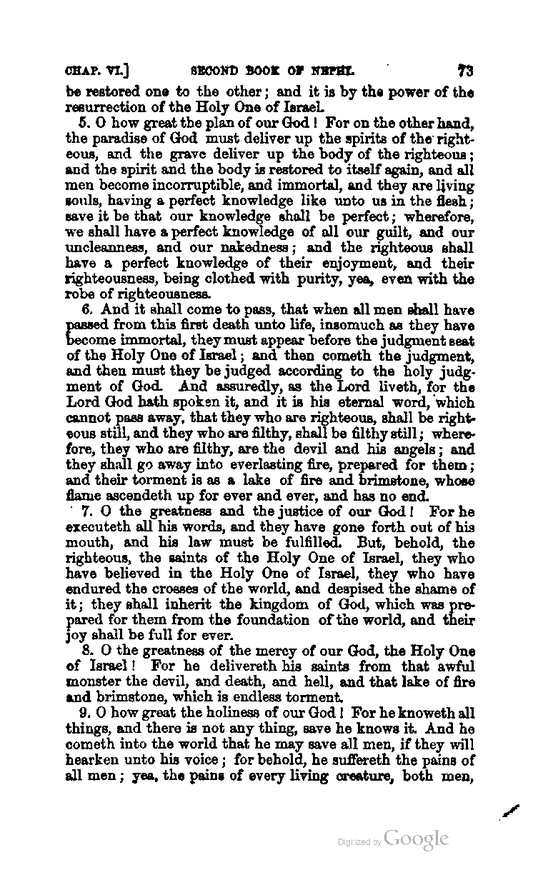 CHAP. VI.] SECOND BOOK OF NEPHI. 73
be restored one to the other; and it is by the power of the
resurrection of the Holy One of Israel.
5. O how great the plan of our God! For on the other hand,
the paradise of God must deliver up the spirits of the right-
eous, and the grave deliver up the body of the righteous;
and the spirit and the body is restored to itself again, and all
men become incorruptible, and immortal, and they are living
souls, having a perfect knowledge like unto us in the flesh;
save it be that our knowledge shall be perfect; wherefore,
we shall have a perfect knowledge of all our guilt, and our
uncleanness, and our nakedness; and the righteous shall
have a perfect knowledge of their enjoyment, and their
righteousness, being clothed with purity, yea, even with the
robe of righteousness.
6. And it shall come to pass, that when all men shall have
passed from this first death unto life, insomuch as they have
become immortal, they must appear before the judgment seat
of the Holy One of Israel; and then cometh the judgment,
and then must they be judged according to the holy judg-
ment of God. And assuredly, as the Lord liveth, for the
Lord God hath spoken it, and it is his eternal word, which
cannot pass away, that they who are righteous, shall be right-
eous still, and they who are filthy, shall be filthy still; where-
fore, they who are filthy, are the devil and his angels; and
they shall go away into everlasting fire, prepared for them;
and their torment is as a lake of fire and brimstone, whose
flame ascendeth up for ever and ever, and has no end.
7. O the greatness and the justice of our God! For he
executeth all his words, and they have gone forth out of his
mouth, and his law must be fulfilled. But, behold, the
righteous, the saints of the Holy One of Israel, they who
have believed in the Holy One of Israel, they who have
endured the crosses of the world, and despised the shame of
it; they shall inherit the kingdom of God, which was pre-
pared for them from the foundation of the world, and their
joy shall be full for ever.
8. O the greatness of the mercy of our God, the Holy One
of Israel! For he delivereth his saints from that awful
monster the devil, and death, and hell, and that lake of fire
and brimstone, which is endless torment.
9. O how great the holiness of our God! For he knoweth all
things, and there is not any thing, save he knows it. And he
cometh into the world that he may save all men, if they will
hearken unto his voice; for behold, he suffereth the pains of
all men; yea, the pains of every living creature, both men,
Digitized by Google